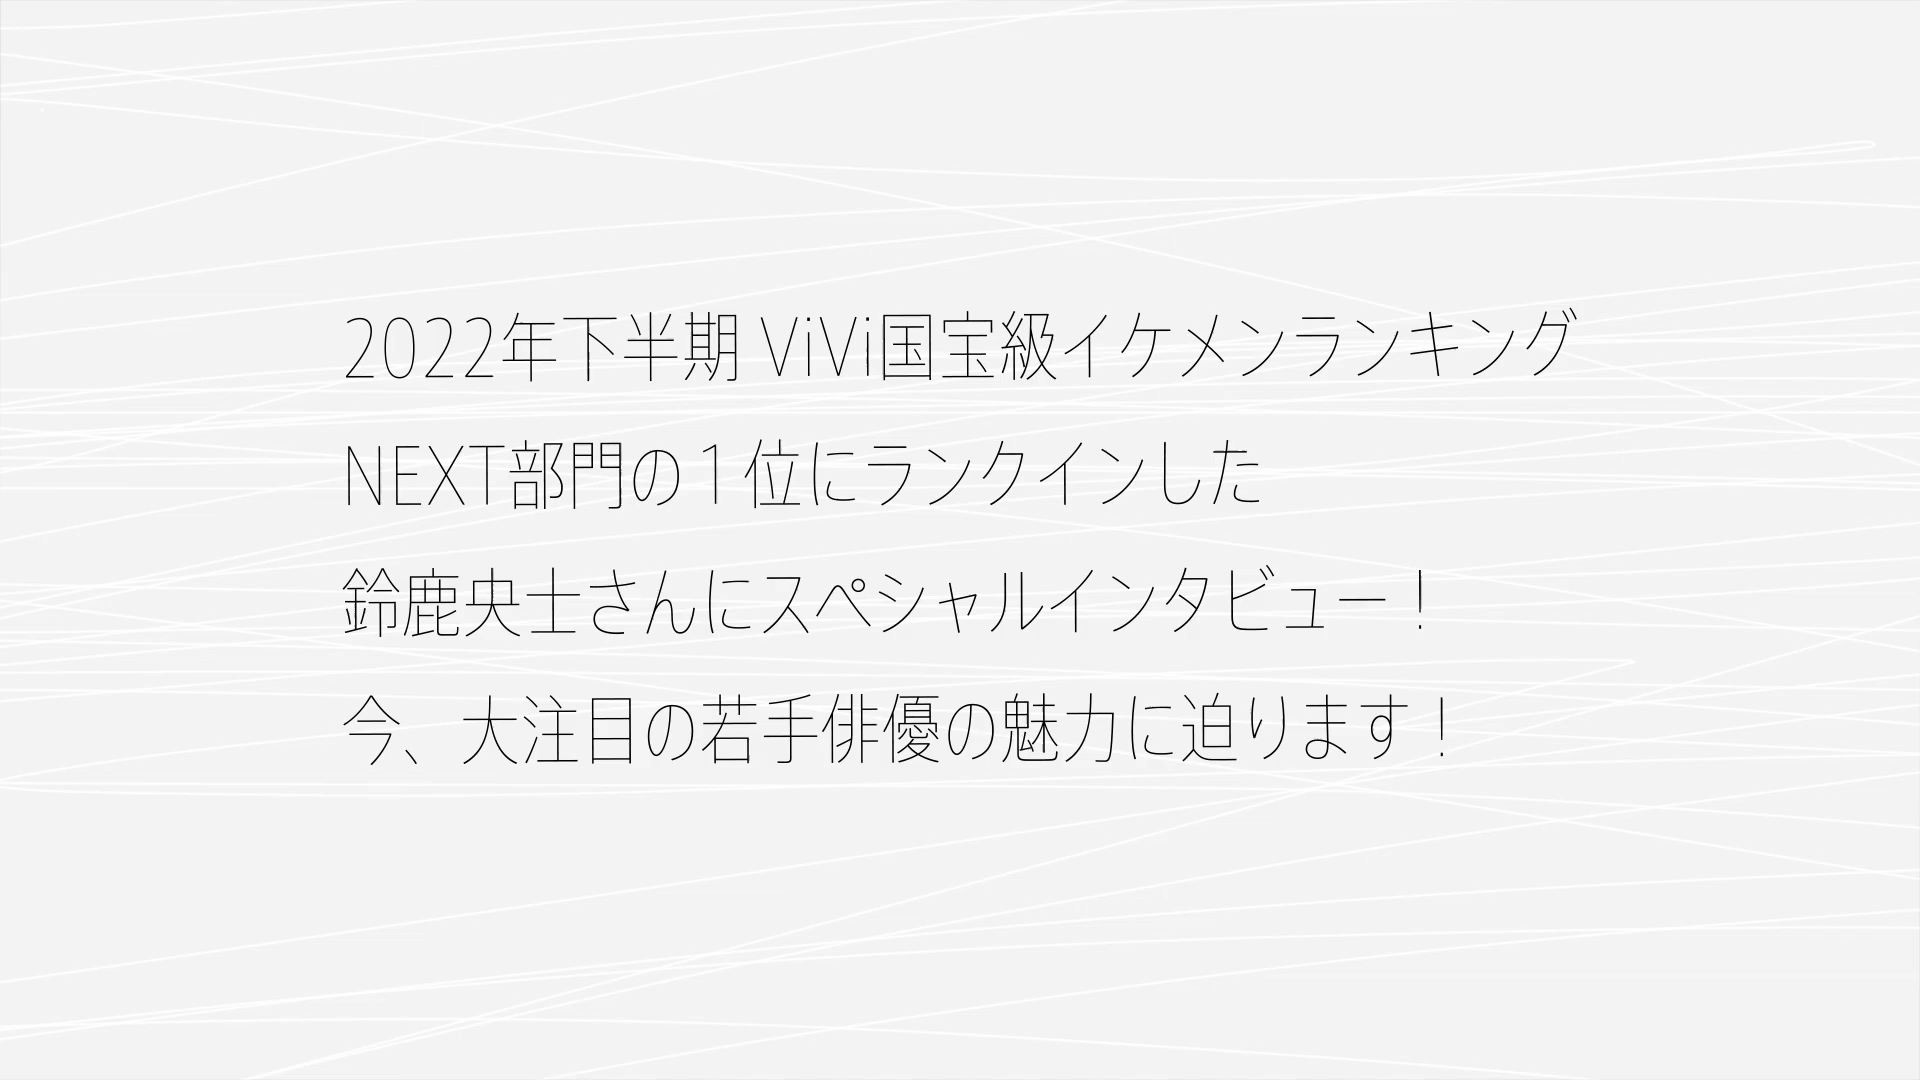 2022年下半期 ViVi国宝級イケメンランキング
NEXT部門の１位にランクインした
鈴鹿央士さんにスペシャルインタビュー！
今、大注目の若手俳優の魅力に迫ります！